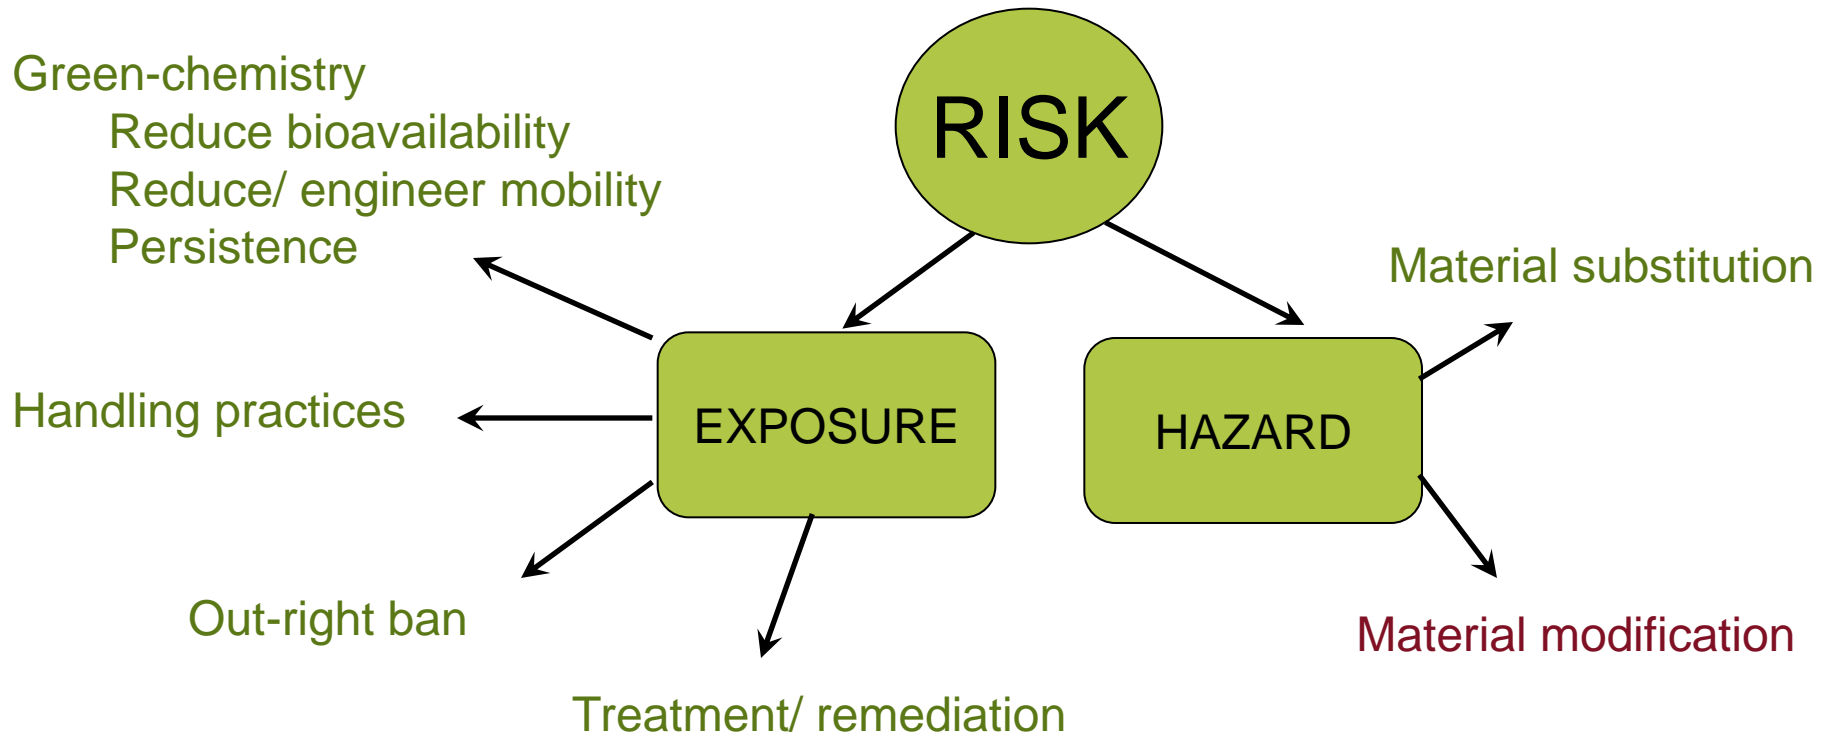 RISK
Green-chemistry
Reduce bioavailability
Reduce/ engineer mobility
Persistence
Material substitution
Handling practices
EXPOSURE
HAZARD
Out-right ban
Material modification
Treatment/ remediation